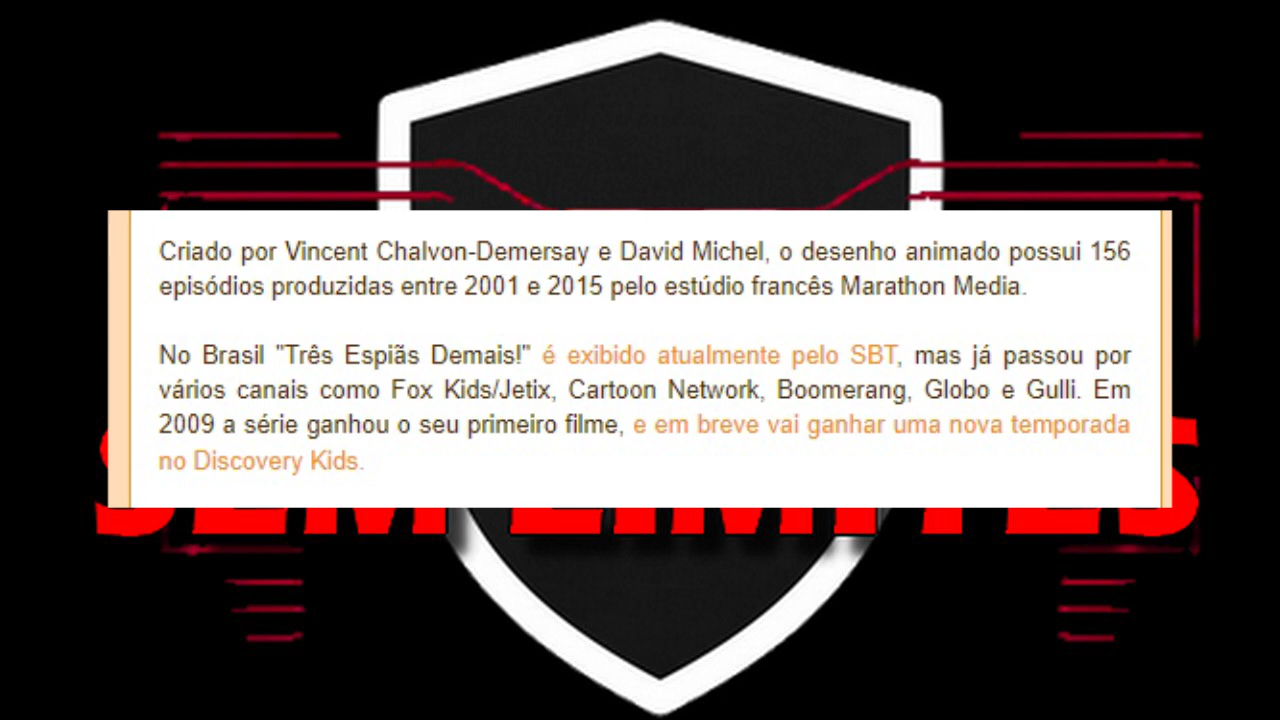 Criado por Vincent Chalvon-Demersay e David Michel, o desenho animado possui 156
episódios produzidas entre 2001 e 2015 pelo estúdio francês Marathon Media.
No Brasil "Três Espiãs Demais!" é exibido atualmente pelo SBT, mas já passou por
vários canais como Fox Kids/Jetix, Cartoon Network, Boomerang, Globo e Gulli. Em
2009 a série ganhou o seu primeiro filme, e em breve vai ganhar uma nova temporada
no Discovery Kids.
SEM LIMITES